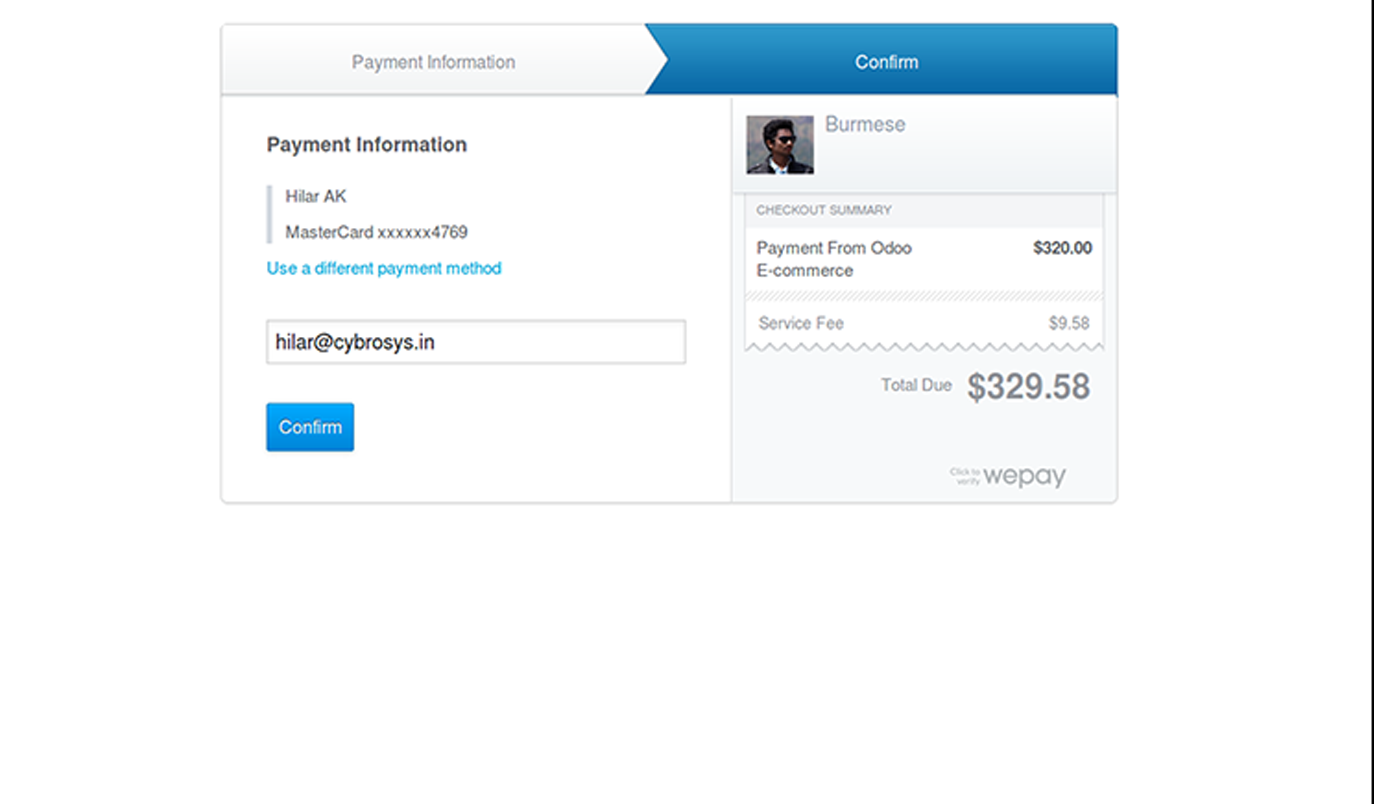 Payment Information
Confirm
Payment Information
Hilar AK
MasterCard xxxxxx4769
Use a different payment method
hilar@cybrosys.in
Confirm
Burmese
CHECKOUT SUMMARY
Payment From Odoo $320.00
E-commerce
Service Fee $9.58
Total Due $329.58
Click to
verify wepay